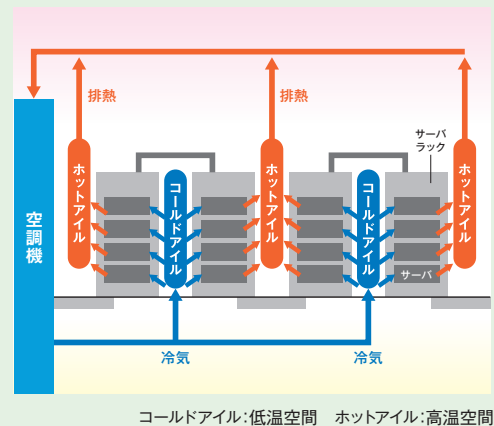 排熱
排熱
サーバ
ラック
ホットアイル
コールドアイル
ホットアイル
コールドアイル
ホットアイル
空調機
サーバ
冷気
冷気
コールドアイル:低温空間 ホットアイル:高温空間